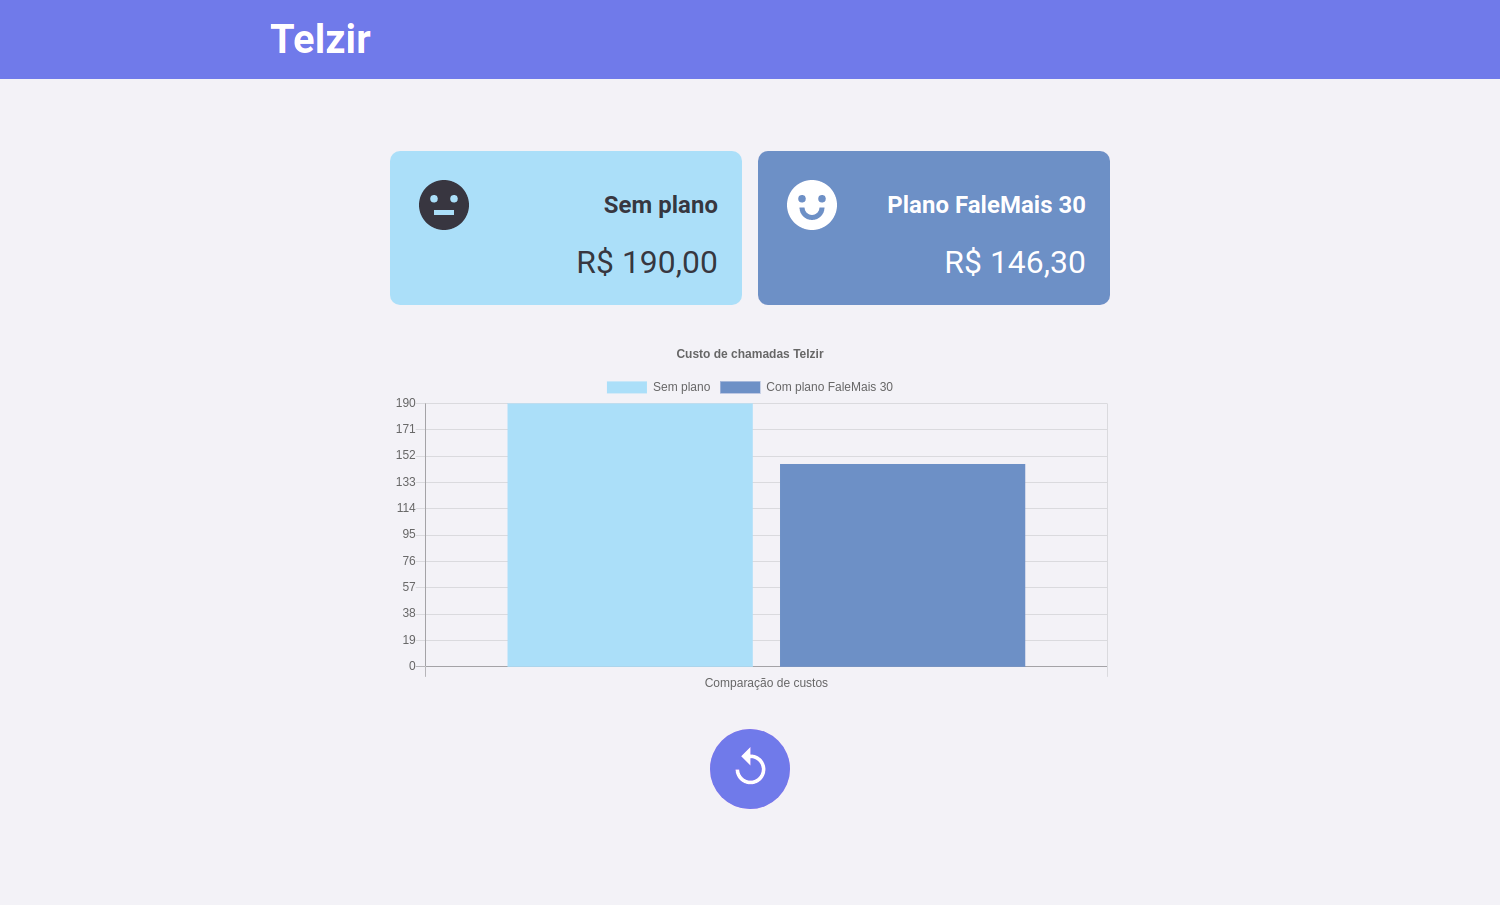 Telzir
Sem plano
R$ 190,00
Plano FaleMais 30
R$ 146,30
Custo de chamadas Telzir
Sem plano
Com plano FaleMais 30
190
171
152
133
114
95
76
57
38
19
0
Comparação de custos